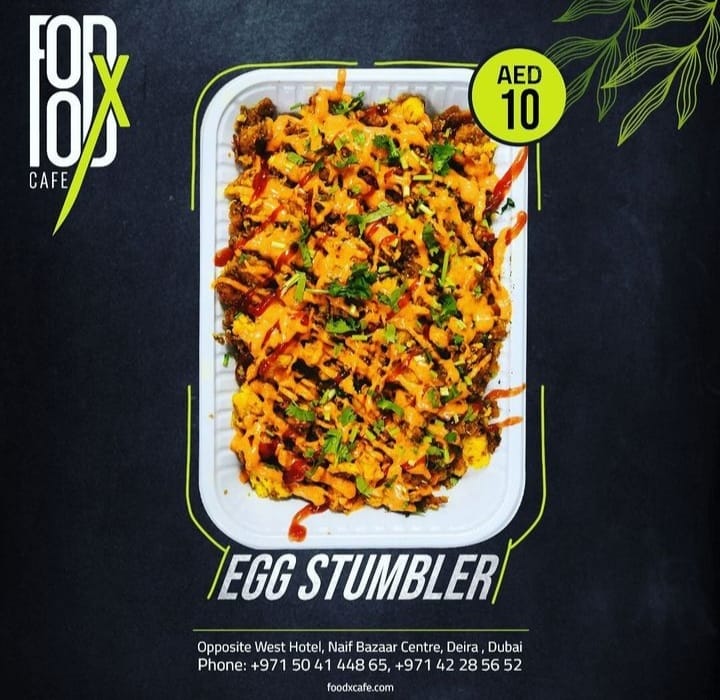 FOOD X
CAFE
AED
10
EGG STUMBLER
Opposite West Hotel, Naif Bazaar Centre, Deira , Dubai
Phone: +971 50 41 448 65, +971 42 28 56 52
foodxcafe.com